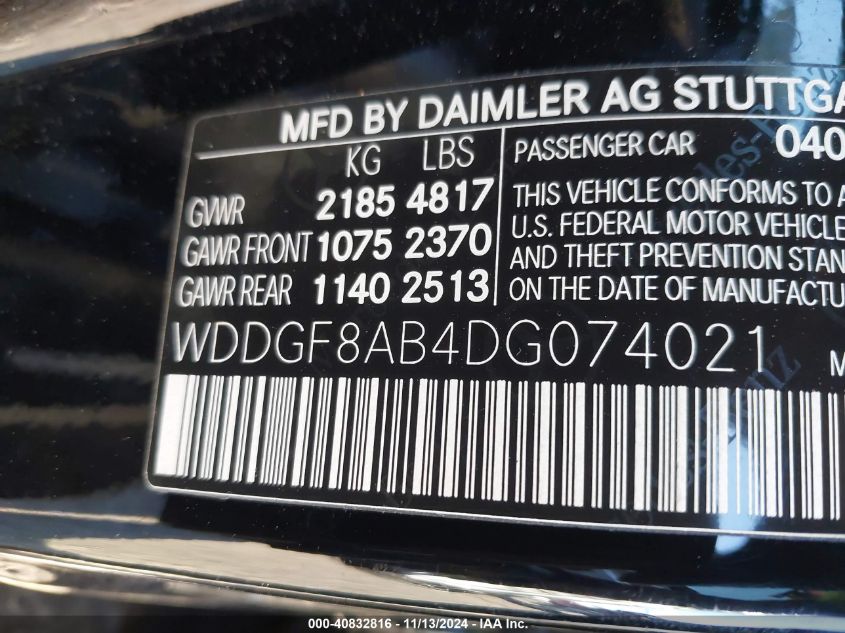 MFD BY DAIMLER AG STUTTGA
KG LBS
GVWR 2185 4817
GAWR FRONT 1075 2370
GAWR REAR 1140 2513
PASSENGER CAR 040
THIS VEHICLE CONFORMS TO A
U.S. FEDERAL MOTOR VEHICLE
AND THEFT PREVENTION STAN
ON THE DATE OF MANUFACTU
WDDGF8AB4DG074021 M
000-40832816 - 11/13/2024 - IAAI Inc.